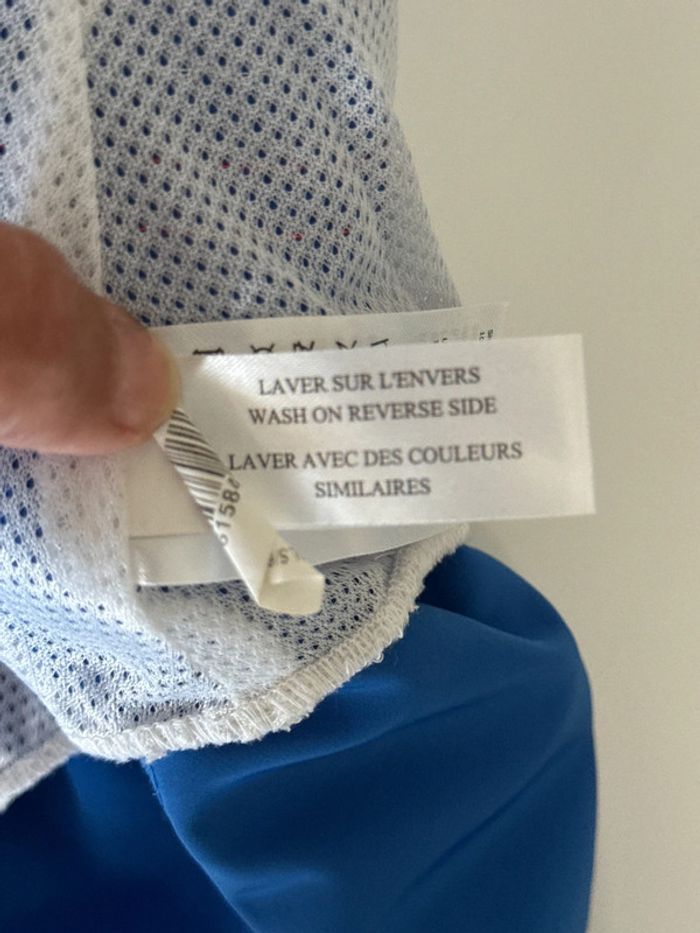 LAVER SUR L'ENVERS
WASH ON REVERSE SIDE
LAVER AVEC DES COULEURS
SIMILAIRES